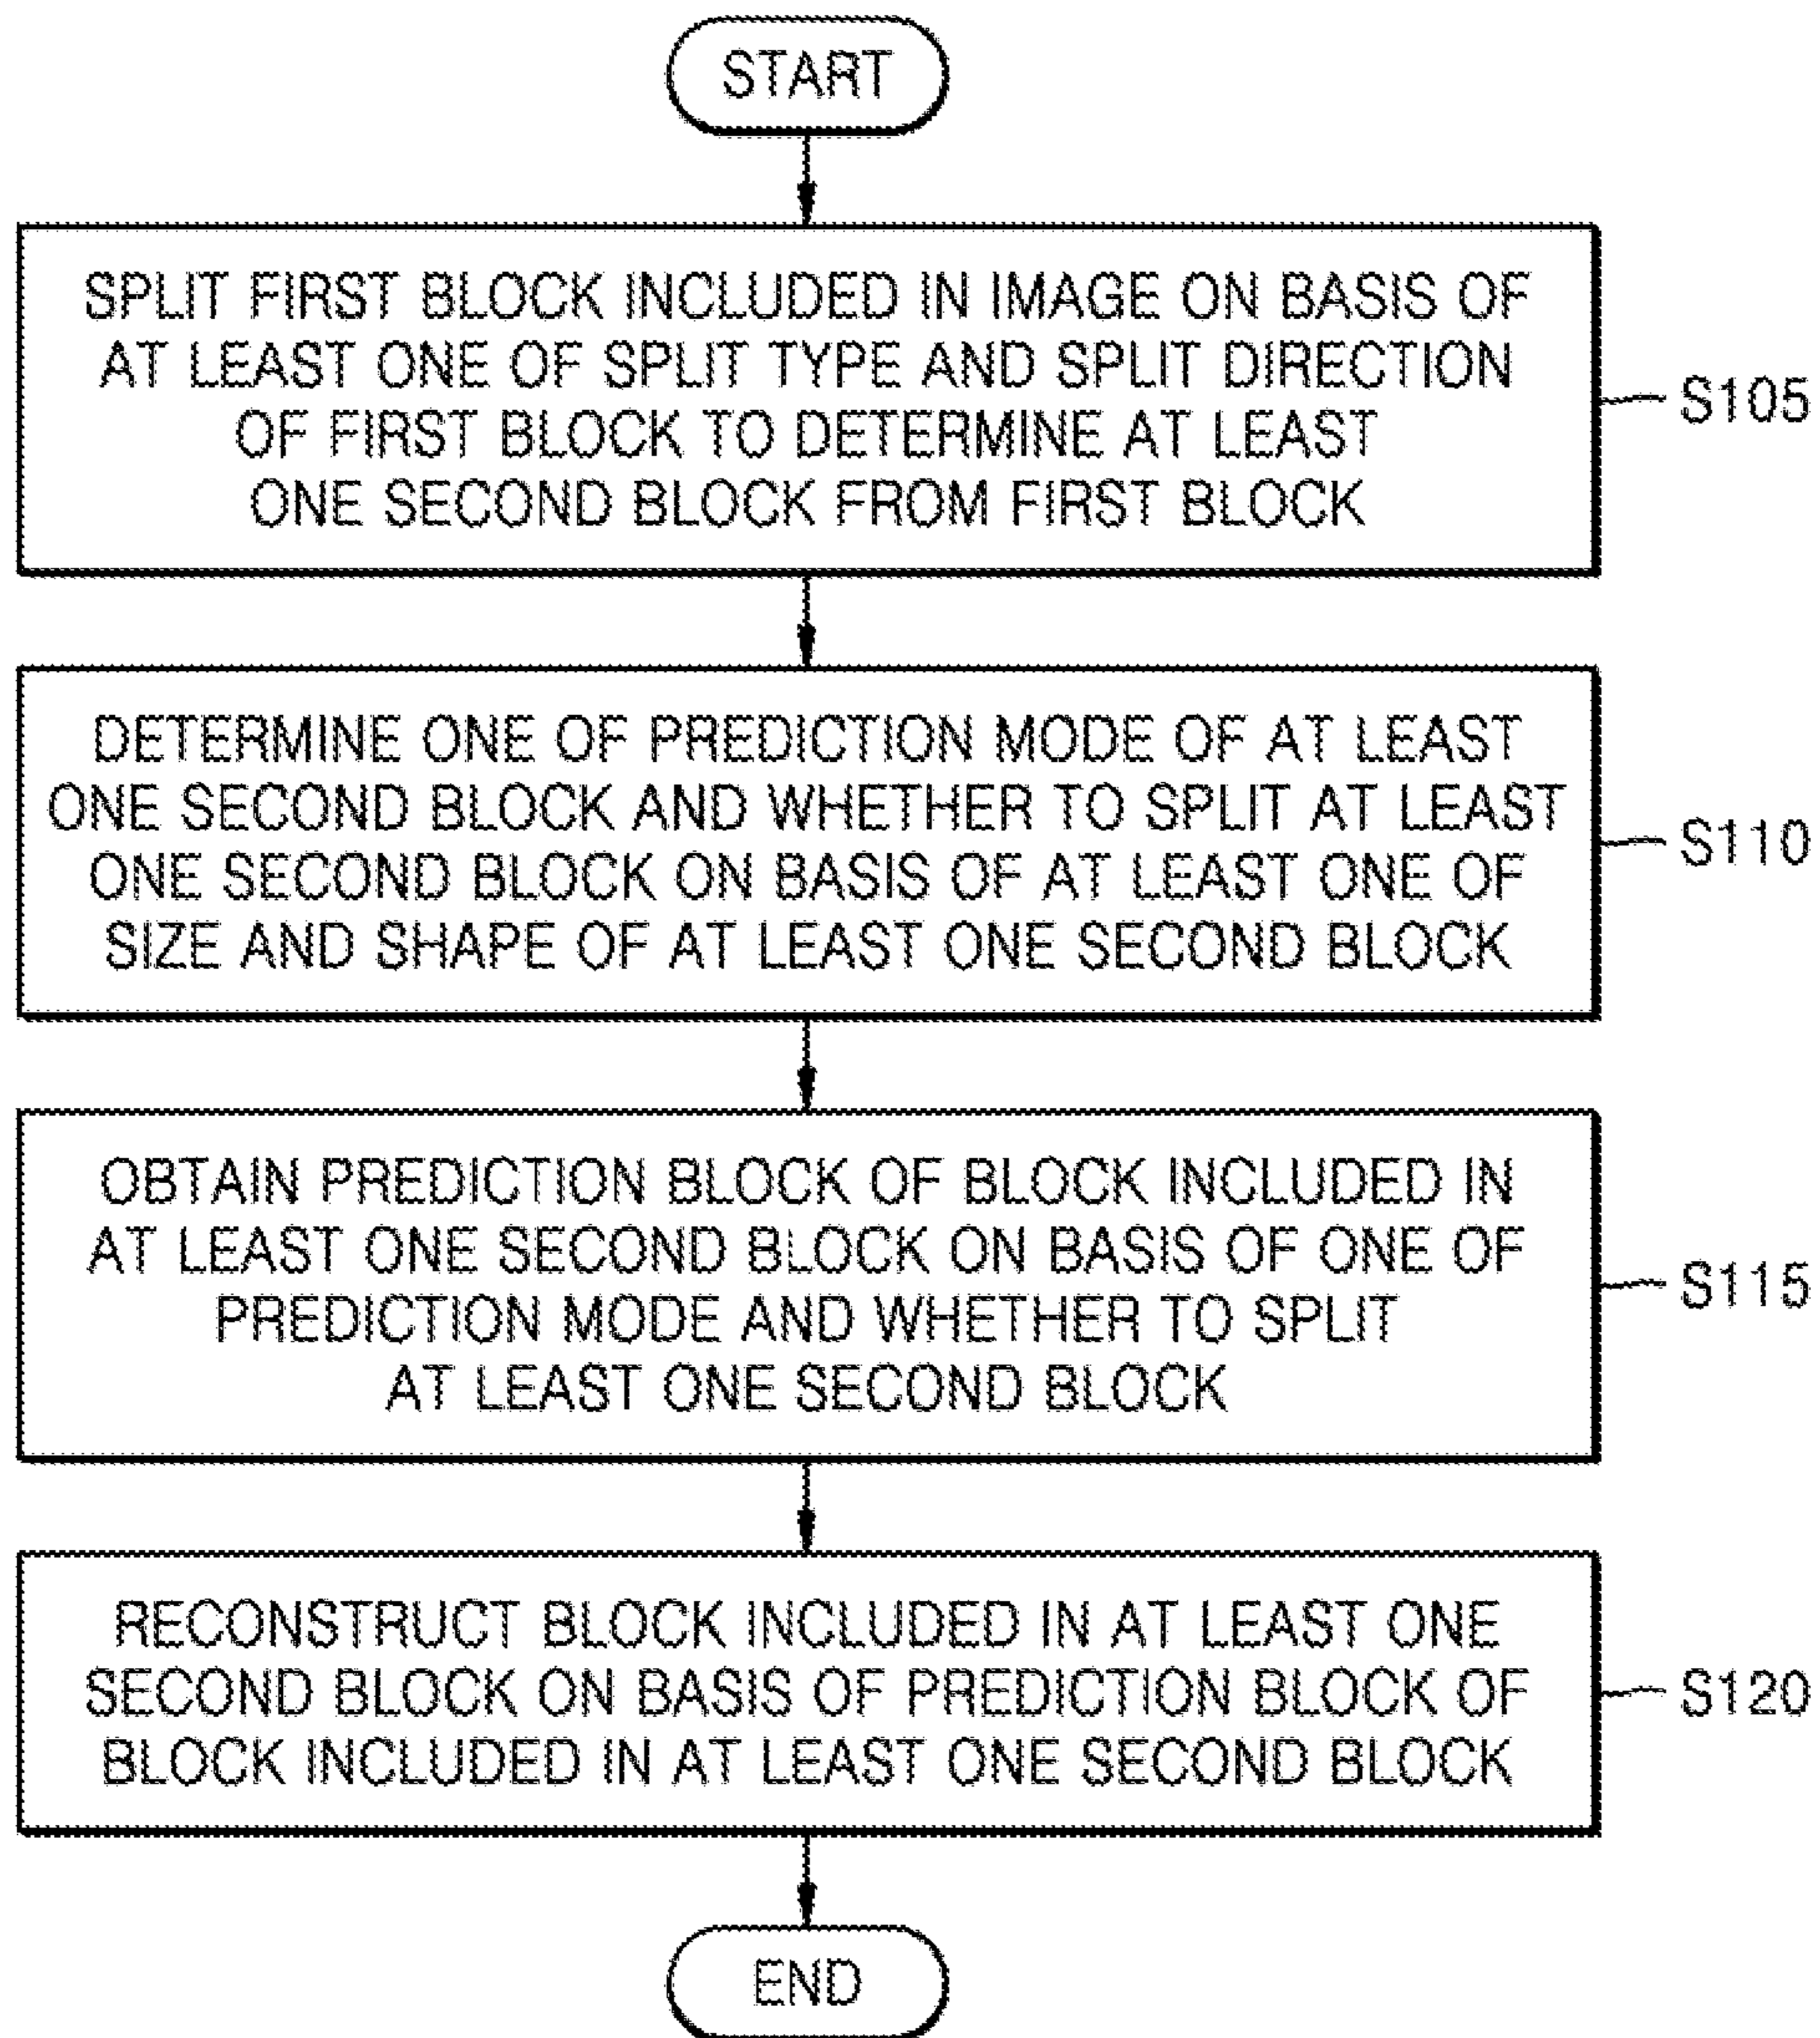 START
SPLIT FIRST BLOCK INCLUDED IN IMAGE ON BASIS OF
AT LEAST ONE OF SPLIT TYPE AND SPLIT DIRECTION
OF FIRST BLOCK TO DETERMINE AT LEAST
ONE SECOND BLOCK FROM FIRST BLOCK
S105
DETERMINE ONE OF PREDICTION MODE OF AT LEAST
ONE SECOND BLOCK AND WHETHER TO SPLIT AT LEAST
ONE SECOND BLOCK ON BASIS OF AT LEAST ONE OF
SIZE AND SHAPE OF AT LEAST ONE SECOND BLOCK
S110
OBTAIN PREDICTION BLOCK OF BLOCK INCLUDED IN
AT LEAST ONE SECOND BLOCK ON BASIS OF ONE OF
PREDICTION MODE AND WHETHER TO SPLIT
AT LEAST ONE SECOND BLOCK
S115
RECONSTRUCT BLOCK INCLUDED IN AT LEAST ONE
SECOND BLOCK ON BASIS OF PREDICTION BLOCK OF
BLOCK INCLUDED IN AT LEAST ONE SECOND BLOCK
S120
END